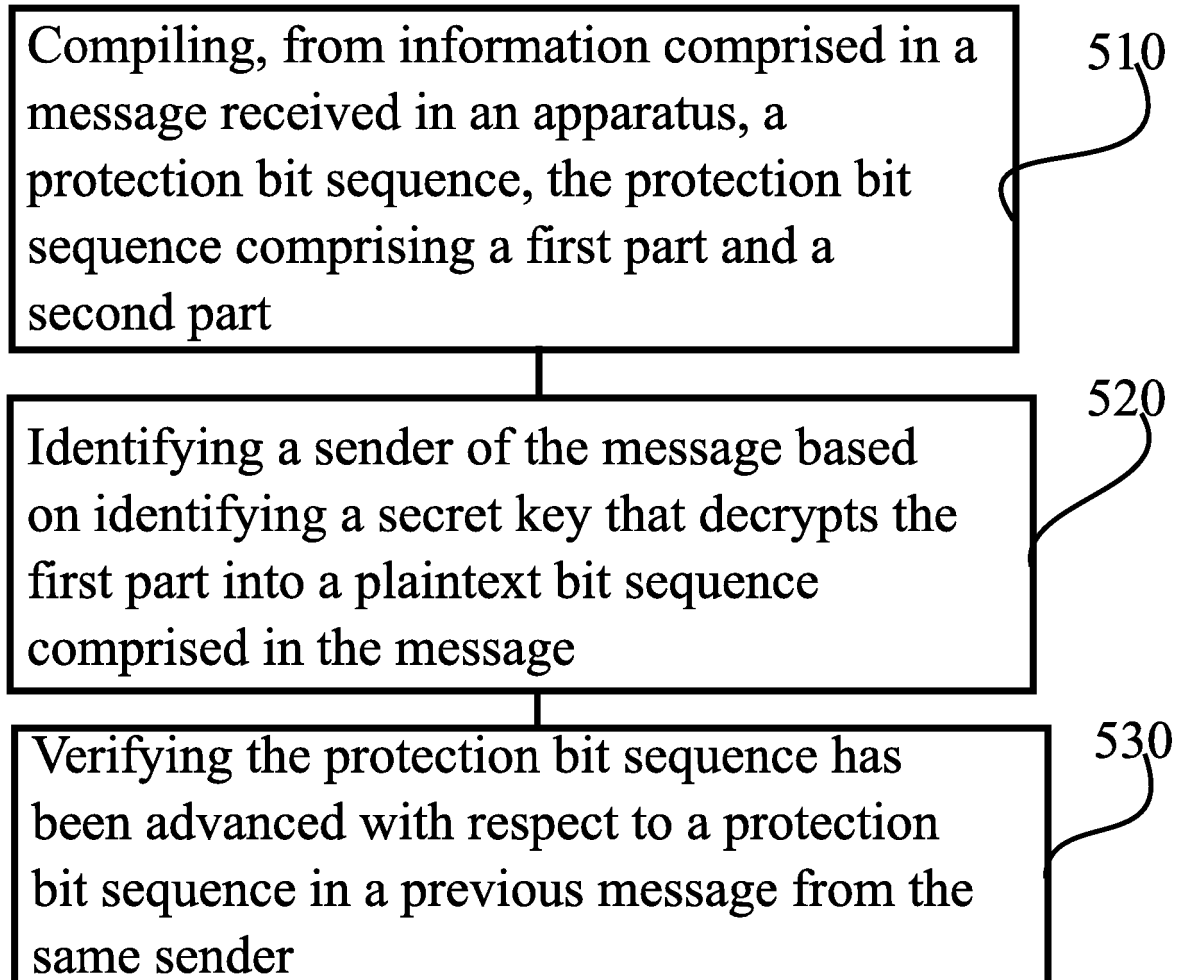 Compiling, from information comprised in a
message received in an apparatus, a
protection bit sequence, the protection bit
sequence comprising a first part and a
second part
510
Identifying a sender of the message based
on identifying a secret key that decrypts the
first part into a plaintext bit sequence
comprised in the message
520
Verifying the protection bit sequence has
been advanced with respect to a protection
bit sequence in a previous message from the
same sender
530